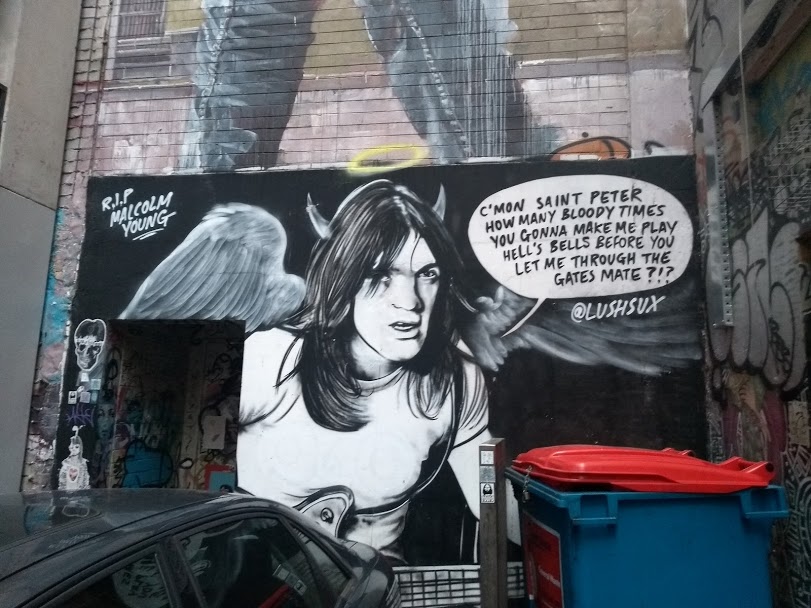 R.I.P
MALCOLM
YOUNG
C'MON SAINT PETER
HOW MANY BLOODY TIMES
YOU GONNA MAKE ME PLAY
HELL'S BELLS BEFORE YOU
LET ME THROUGH THE
GATES MATE?!?
@LUSHSUX